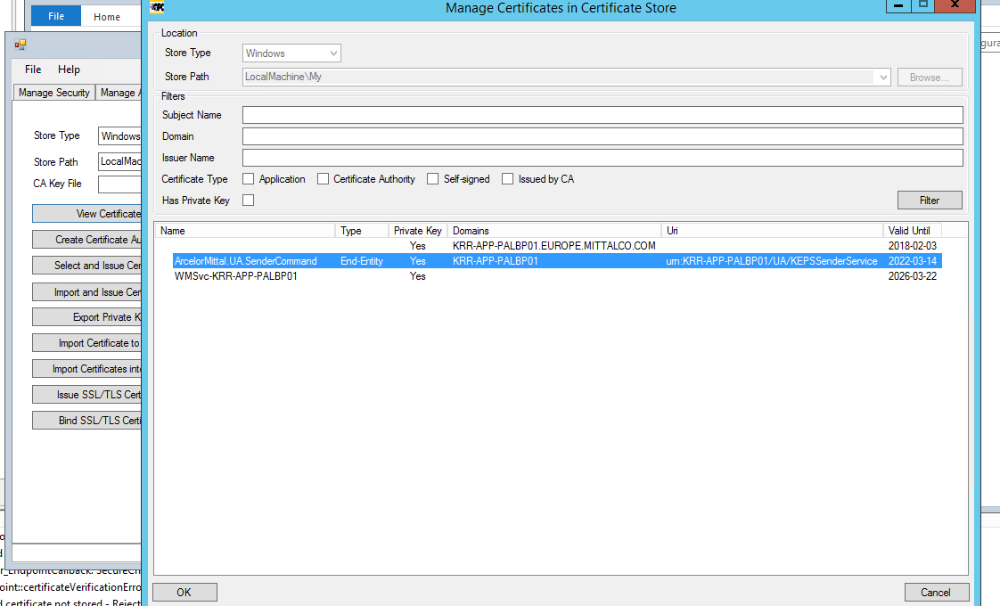 File Home
Manage Certificates in Certificate Store
File Help
Manage Security Manage
Store Type Windows
Store Path LocalMac
CA Key File
View Certificate
Create Certificate Au
Select and Issue Cer
Import and Issue Cer
Export Private K
Import Certificate to
Import Certificates into
Issue SSL/TLS Cert
Bind SSL/TLS Certi
Location
Store Type Windows
Store Path LocalMachine\My Browse...
Filters
Subject Name
Domain
Issuer Name
Certificate Type Application Certificate Authority Self-signed Issued by CA
Has Private Key Filter
Name Type Private Key Domains Uri Valid Until
Yes KRR-APP-PALBP01.EUROPE.MITTALCO.COM 2018-02-03
ArcelorMittal.UA.SenderCommand End-Entity Yes KRR-APP-PALBP01 urn:KRR-APP-PALBP01/UA/KEPSSenderService 2022-03-14
WMSvc-KRR-APP-PALBP01 Yes 2026-03-22
OK Cancel
gura
r_EndpointCallback: SecureCh
oint::certificateVerificationErro
d certificate not stored - Reject